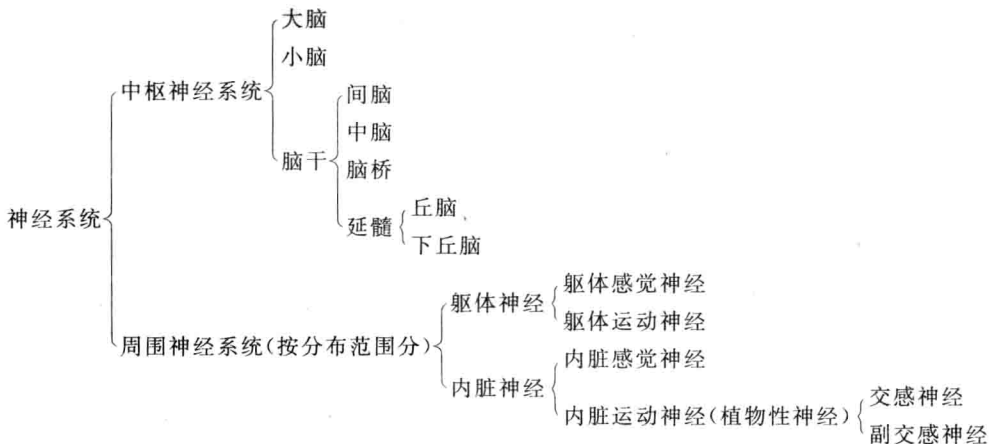 大脑
小脑
中枢神经系统
间脑
中脑
脑干
脑桥
延髓
丘脑
下丘脑
神经系统
躯体神经
躯体感觉神经
躯体运动神经
周围神经系统(按分布范围分)
内脏神经
内脏感觉神经
内脏运动神经(植物性神经)
交感神经
副交感神经